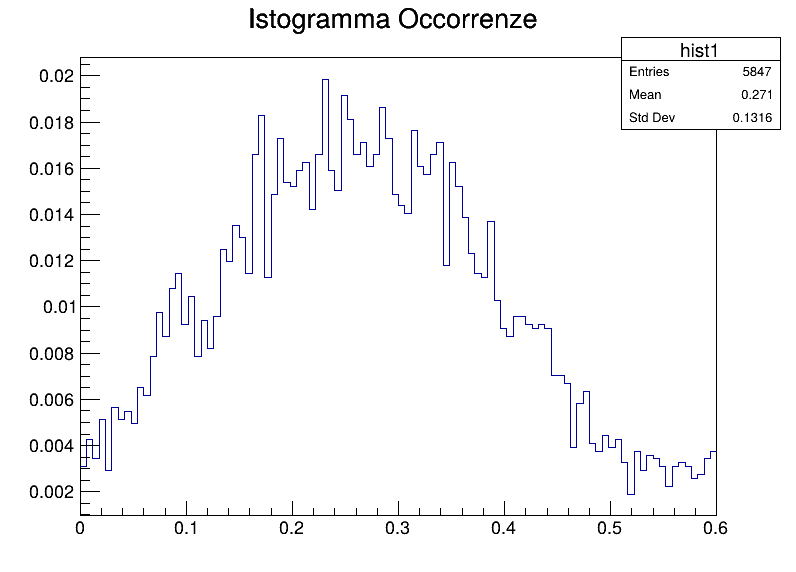 Istogramma Occorrenze
hist1
Entries 5847
Mean 0.271
Std Dev 0.1316
0.02
0.018
0.016
0.014
0.012
0.01
0.008
0.006
0.004
0.002
0 0.1 0.2 0.3 0.4 0.5 0.6